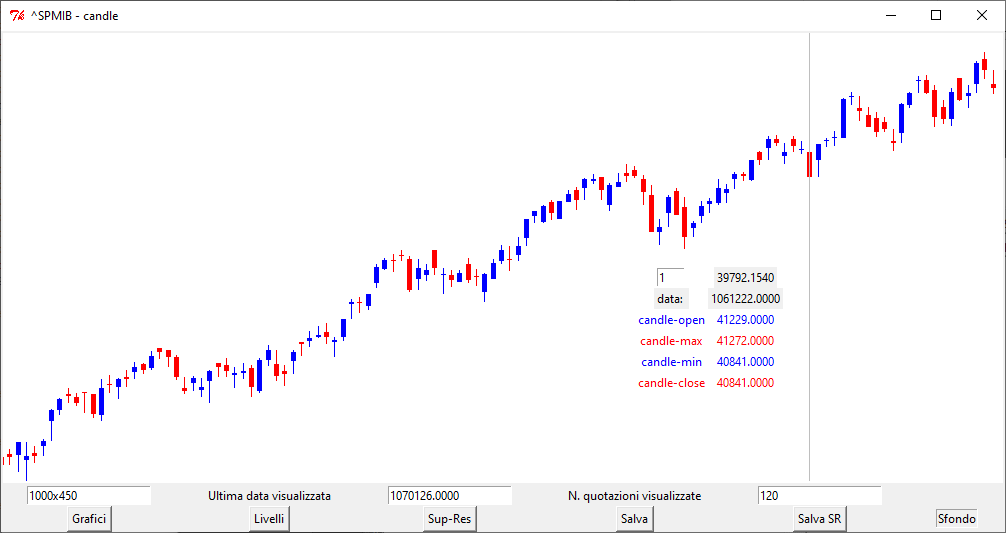 ^SPMIB - candle
1 39792.1540
data: 1061222.0000
candle-open 41229.0000
candle-max 41272.0000
candle-min 40841.0000
candle-close 40841.0000
1000x450 Ultima data visualizzata 1070126.0000 N. quotazioni visualizzate 120
Grafici Livelli Sup-Res Salva Salva SR Sfondo